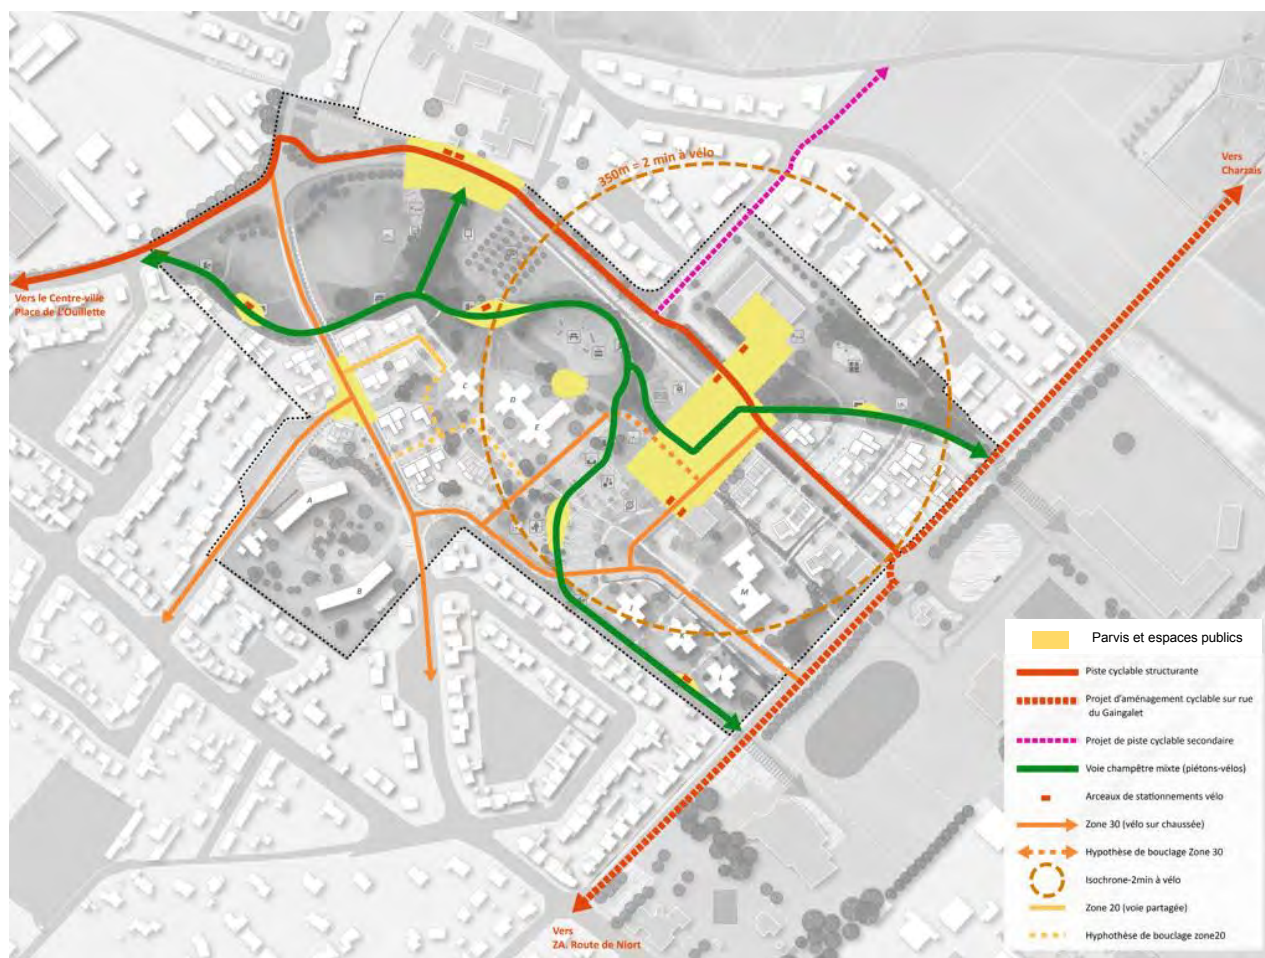 350m = 2 min à vélo
Vers
Charzais
Vers le Centre-ville
Place de L'Ouillette
C
D
E
A
B
M
Vers
ZA. Route de Niort
Parvis et espaces publics
Piste cyclable structurante
Projet d'aménagement cyclable sur rue
du Gaingalet
Projet de piste cyclable secondaire
Voie champêtre mixte (piétons-vélos)
Arceaux de stationnements vélo
Zone 30 (vélo sur chaussée)
Hypothèse de bouclage Zone 30
Isochrone-2min à vélo
Zone 20 (voie partagée)
Hyphothèse de bouclage zone20